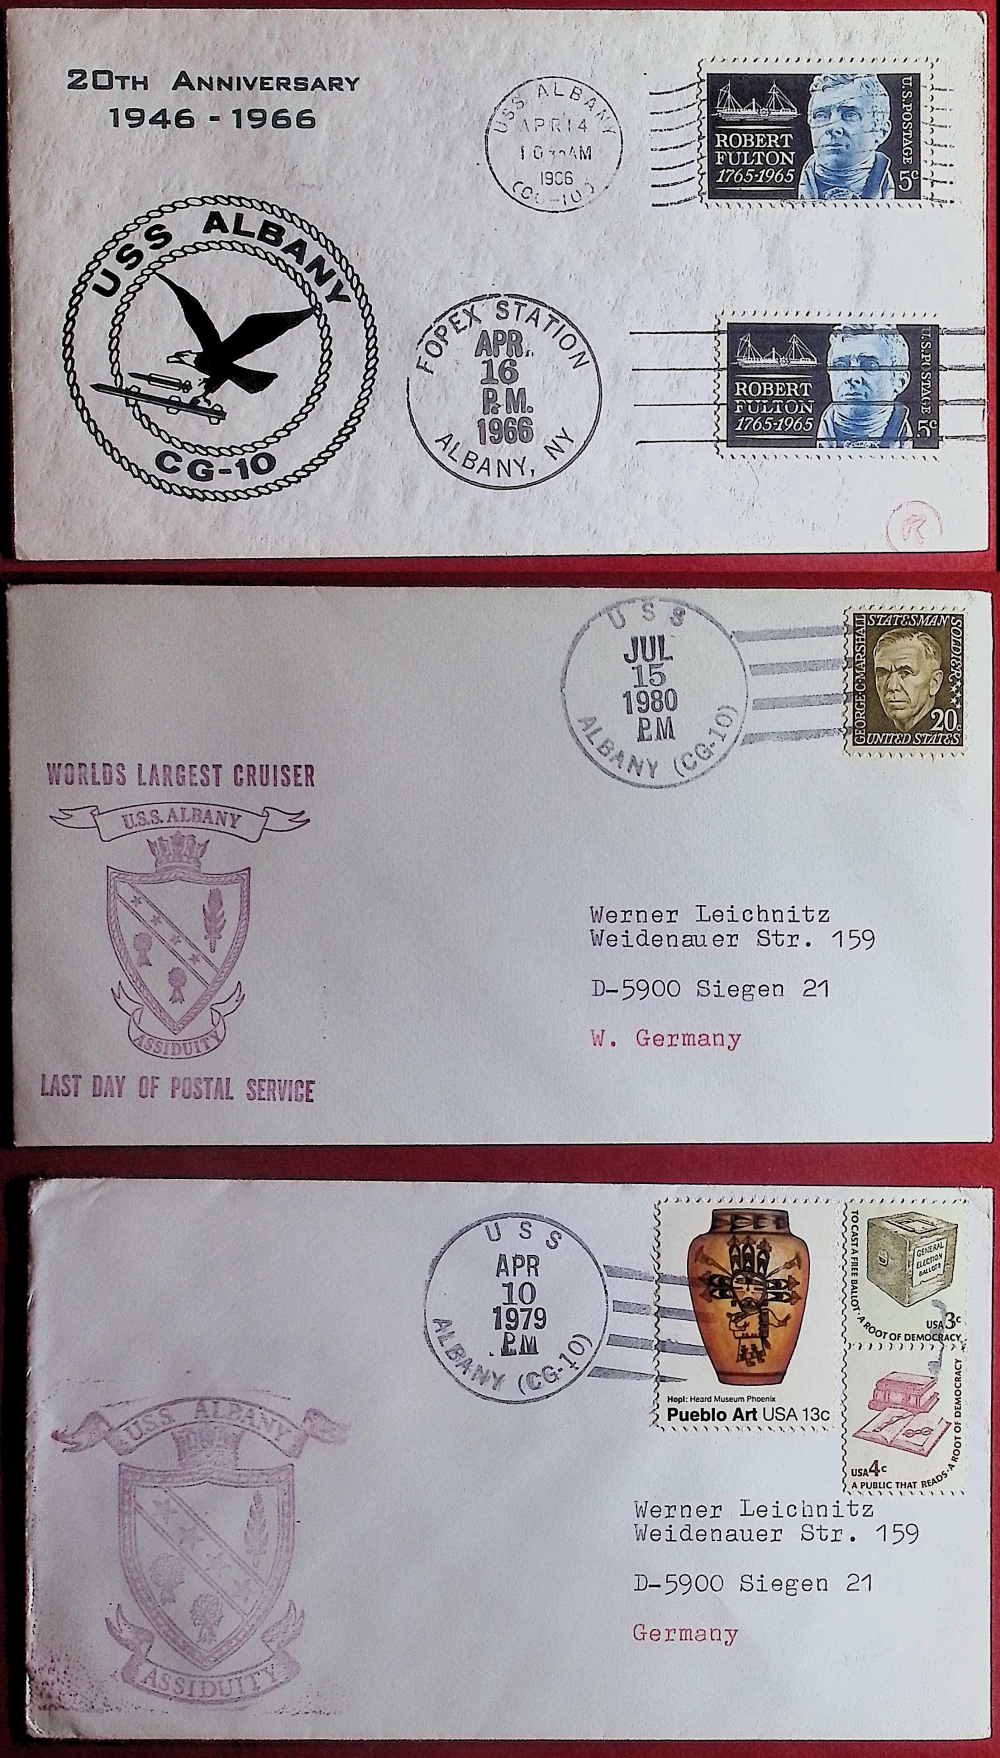 20TH ANNIVERSARY
1946 - 1966
USS ALBANY
CG-10
USS ALBANY
APR 14
AM
1966
(CG-10)
ROBERT
FULTON
1765-1965
U.S. POSTAGE
5c
FOPEX STATION
APR.
16
P.M.
1966
ALBANY, NY
ROBERT
FULTON
1765-1965
U.S. POSTAGE
5c
R
USS
JUL
15
1980
PM
ALBANY (CG-10)
GEORGE C. MARSHALL
STATESMAN
SOLDIER
20c
UNITED STATES
WORLDS LARGEST CRUISER
U.S.S. ALBANY
ASSIDUITY
LAST DAY OF POSTAL SERVICE
Werner Leichnitz
Weidenauer Str. 159
D-5900 Siegen 21
W. Germany
USS
APR
10
1979
PM
ALBANY (CG-10)
Hopi: Heard Museum Phoenix
Pueblo Art USA 13c
TO CAST A FREE BALLOT · A ROOT OF DEMOCRACY
GENERAL
ELECTION
BALLOTS
USA 3c
USA 4c
A PUBLIC THAT READS · A ROOT OF DEMOCRACY
USS ALBANY
ASSIDUITY
Werner Leichnitz
Weidenauer Str. 159
D-5900 Siegen 21
Germany